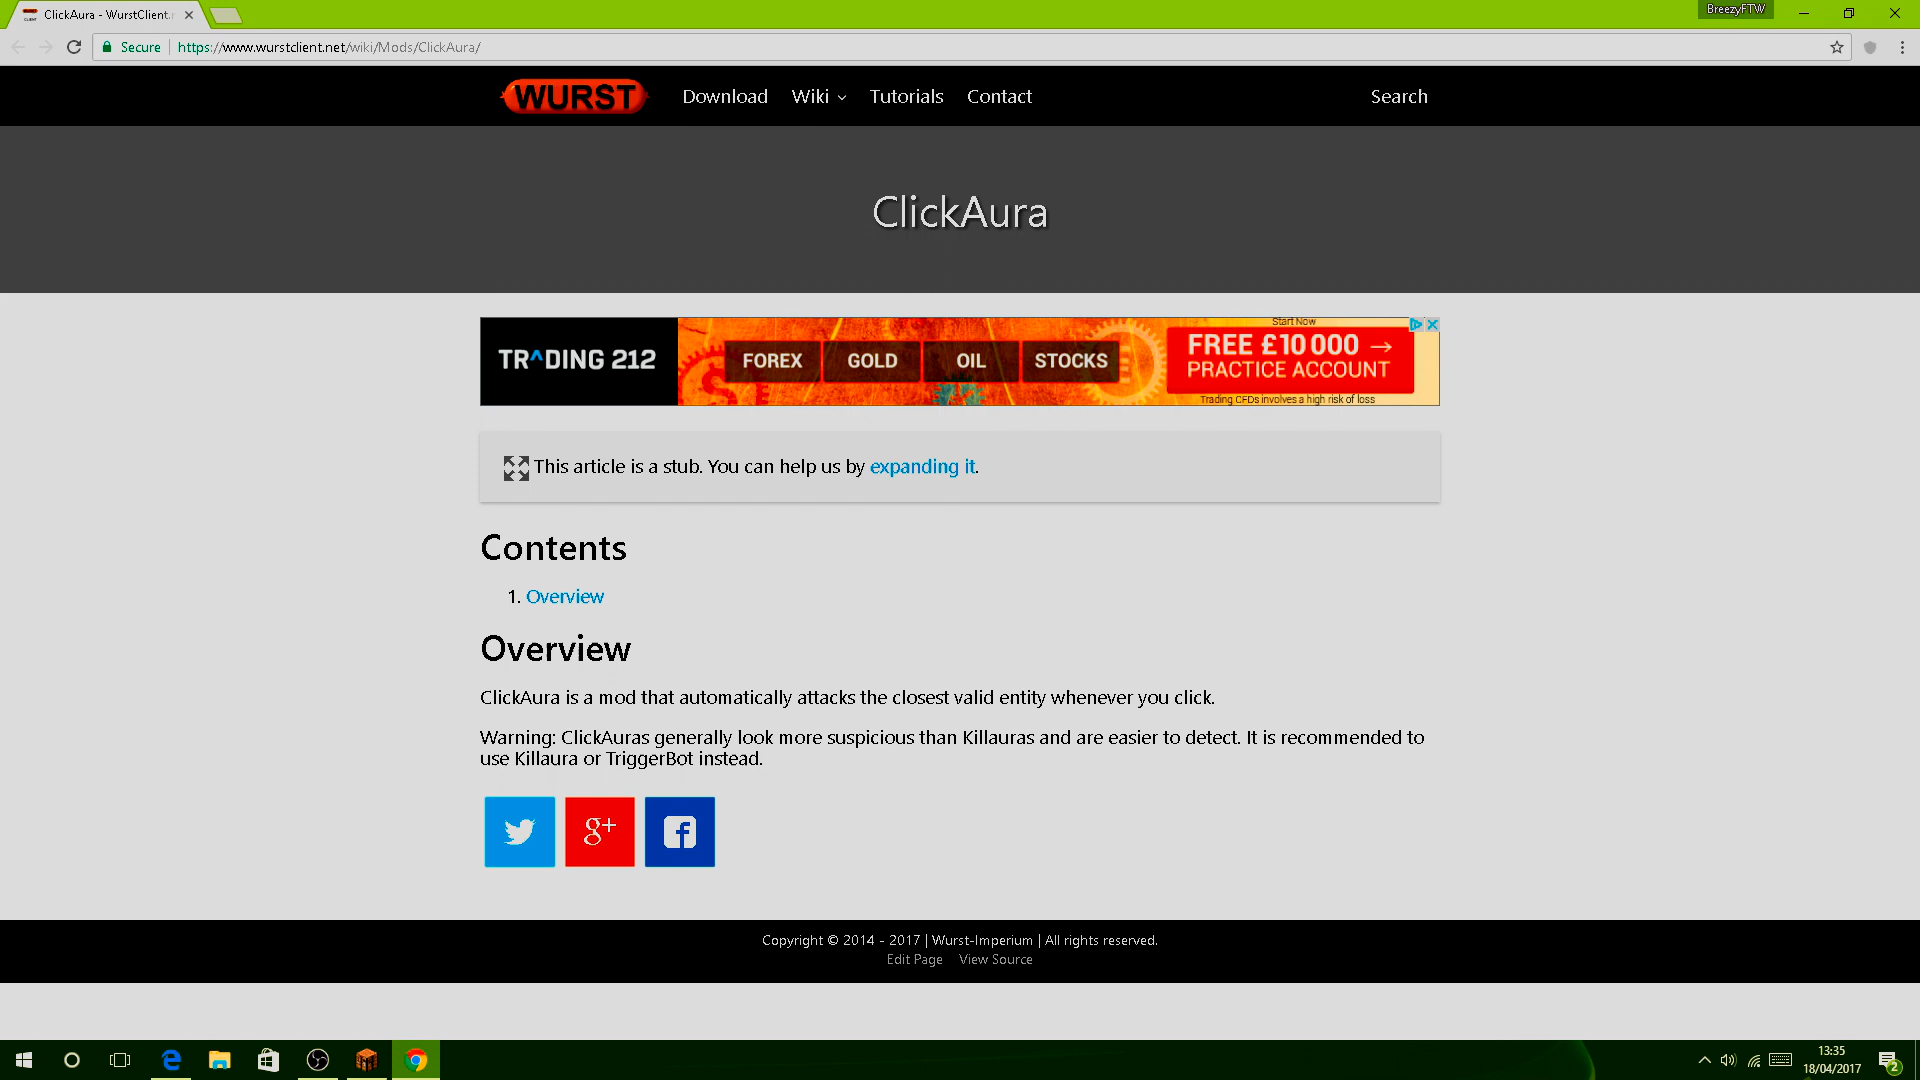 ClickAura - WurstClient.
BreezyFTW
Secure
https://www.wurstclient.net/wiki/Mods/ClickAura/
WURST
Download
Wiki
Tutorials
Contact
Search
ClickAura
TRADING 212
FOREX
GOLD
OIL
STOCKS
Start Now
FREE £10 000 →
PRACTICE ACCOUNT
Trading CFDs involves a high risk of loss
This article is a stub. You can help us by expanding it.
Contents
1. Overview
Overview
ClickAura is a mod that automatically attacks the closest valid entity whenever you click.
Warning: ClickAuras generally look more suspicious than Killauras and are easier to detect. It is recommended to
use Killaura or TriggerBot instead.
g+
Copyright © 2014 - 2017 | Wurst-Imperium | All rights reserved.
Edit Page View Source
13:35
18/04/2017
2